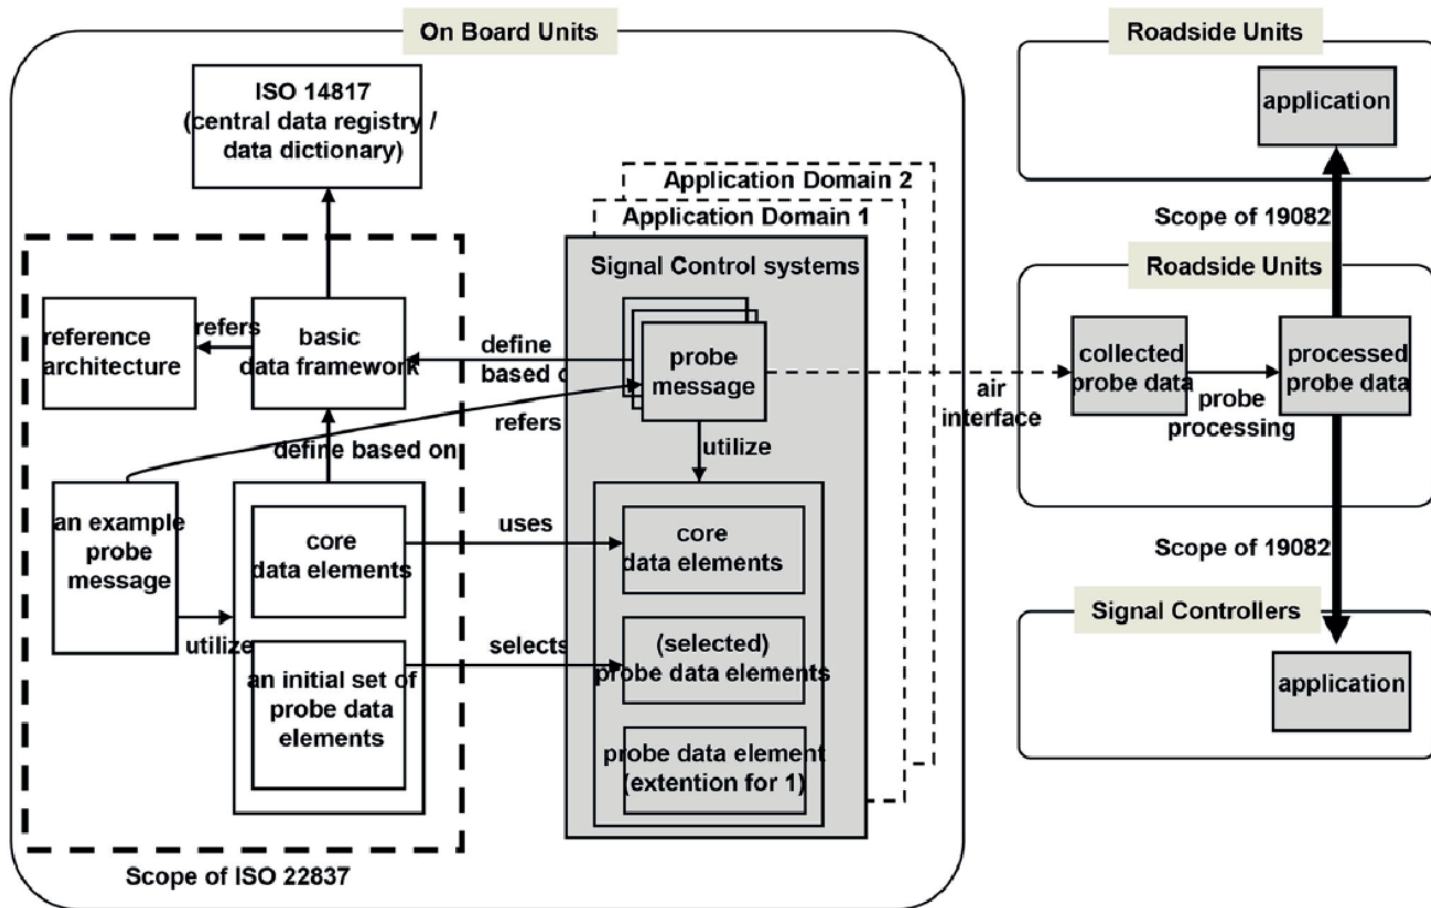 On Board Units
ISO 14817
(central data registry /
data dictionary)
reference
architecture
refers
basic
data framework
define based on
an example
probe
message
utilize
core
data elements
an initial set of
probe data
elements
Scope of ISO 22837
Application Domain 2
Application Domain 1
Signal Control systems
define
based o
refers
probe
message
utilize
uses
core
data elements
selects
(selected)
probe data elements
probe data element
(extention for 1)
air
interface
Roadside Units
application
Scope of 19082
Roadside Units
collected
probe data
probe
processing
processed
probe data
Scope of 19082
Signal Controllers
application